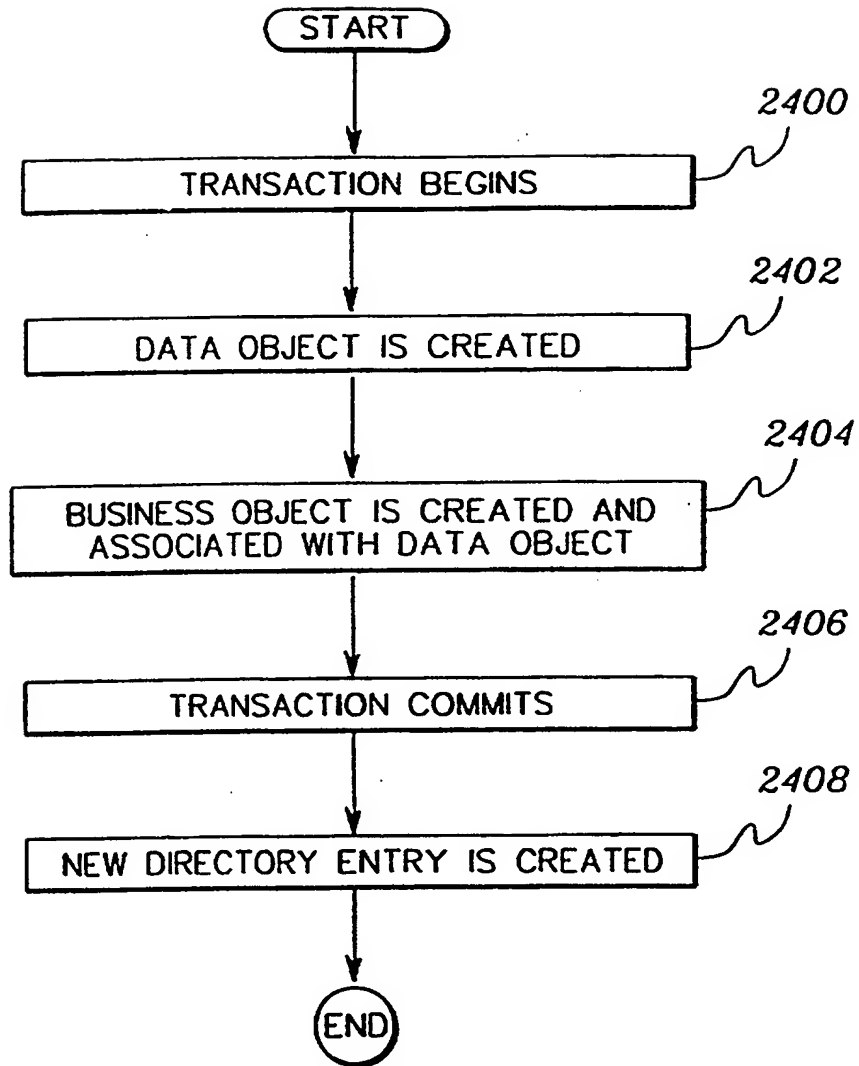 START
2400
TRANSACTION BEGINS
2402
DATA OBJECT IS CREATED
2404
BUSINESS OBJECT IS CREATED AND
ASSOCIATED WITH DATA OBJECT
2406
TRANSACTION COMMITS
2408
NEW DIRECTORY ENTRY IS CREATED
END